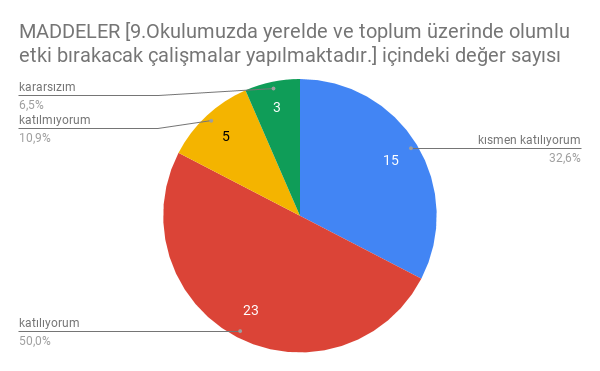 MADDELER [9.Okulumuzda yerelde ve toplum üzerinde olumlu
etki bırakacak çalişmalar yapılmaktadır.] içindeki değer sayısı
kararsızım
6,5%
katılmıyorum
10,9%
3
5
15
kısmen katılıyorum
32,6%
23
katılıyorum
50,0%